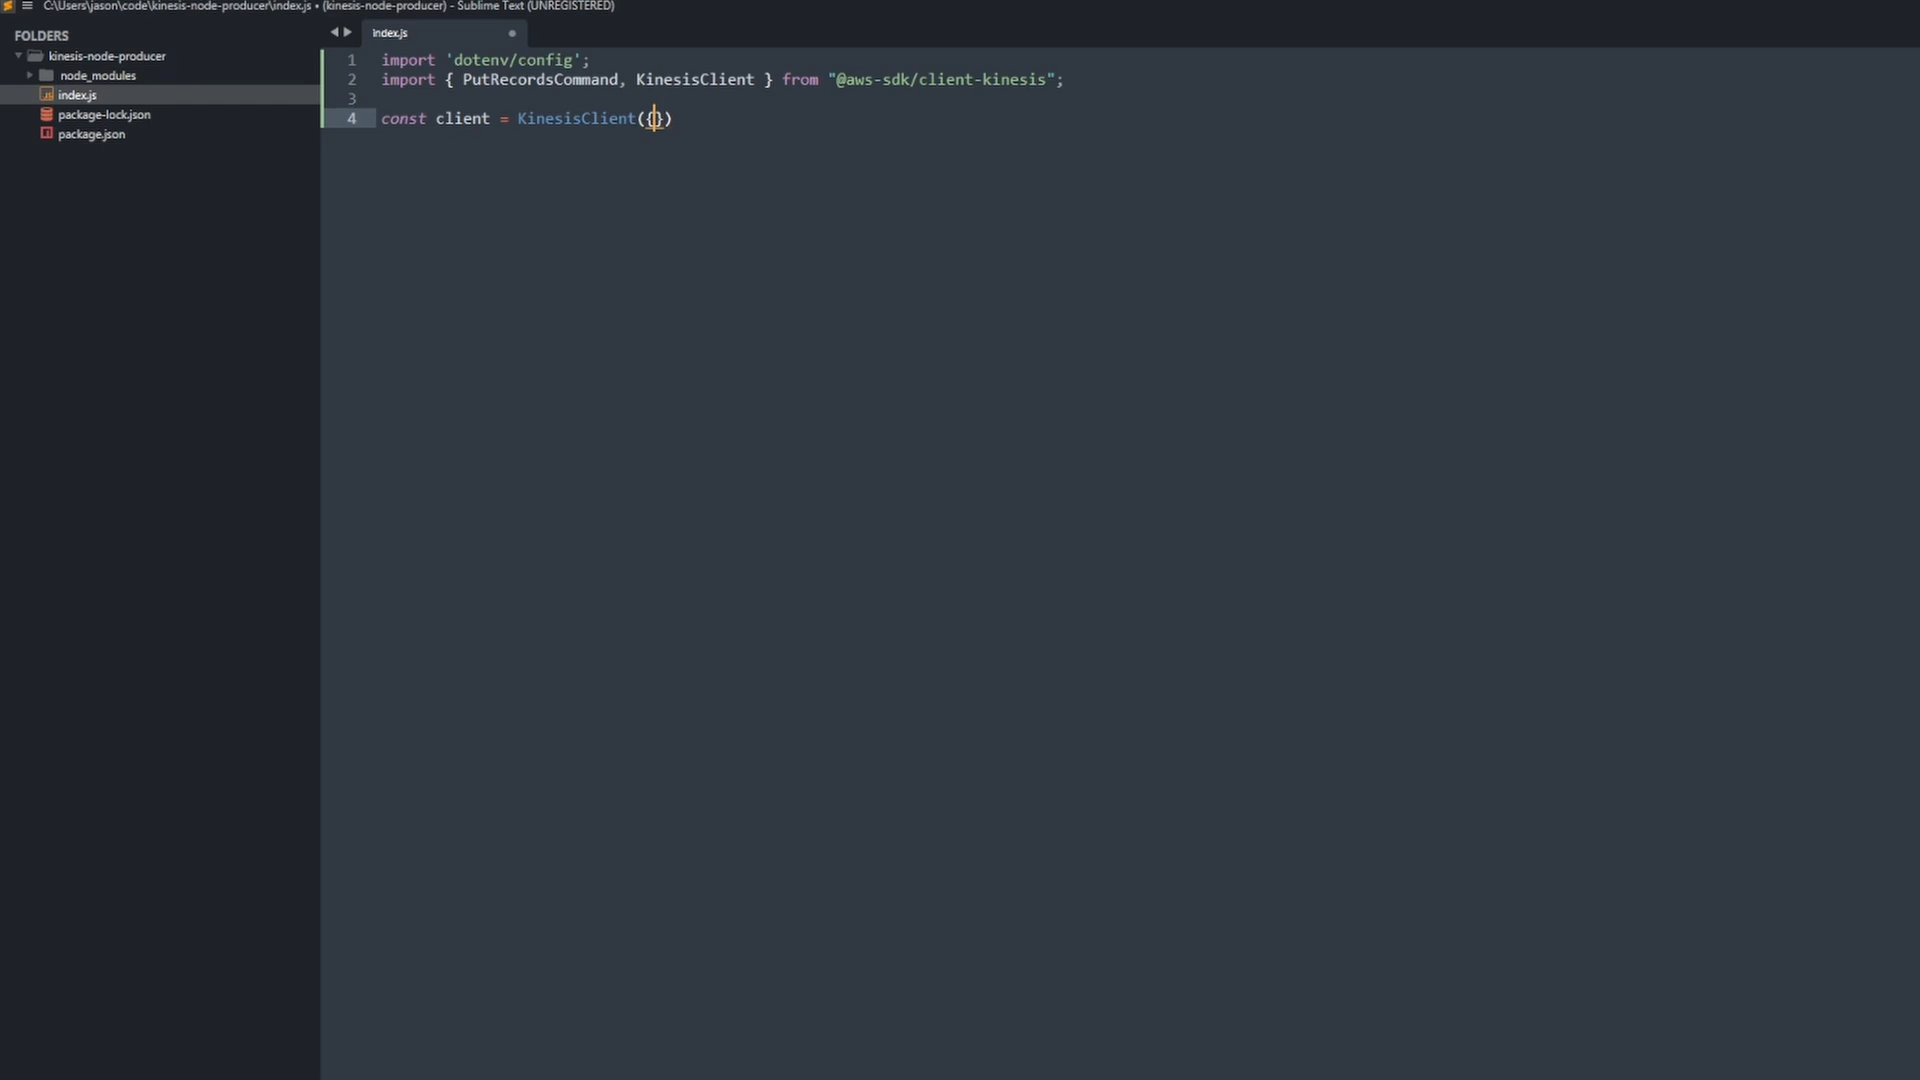 C:\Users\jason\code\kinesis-node-producer\index.js • (kinesis-node-producer) - Sublime Text (UNREGISTERED)
FOLDERS
kinesis-node-producer
node_modules
index.js
package-lock.json
package.json
index.js
1 import 'dotenv/config';
2 import { PutRecordsCommand, KinesisClient } from "@aws-sdk/client-kinesis";
3
4 const client = KinesisClient({})